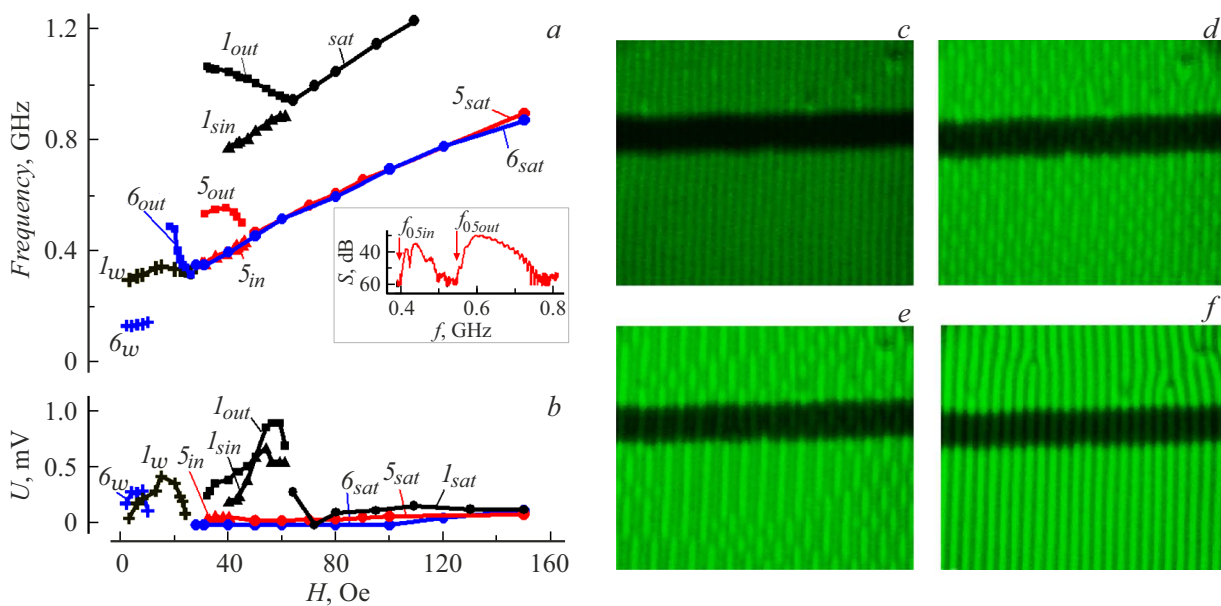 a
Frequency, GHz
1.2
0.8
0.4
0
1out
sat
1sin
5sat
6sat
5out
6out
1w
5in
6w
S, dB
40
60
f05in
f05out
0.4
0.6
0.8
f, GHz
b
U, mV
1.0
0.5
0
6w
1w
5in
1sin
1out
6sat
5sat
1sat
0
40
80
120
160
H, Oe
c
d
e
f